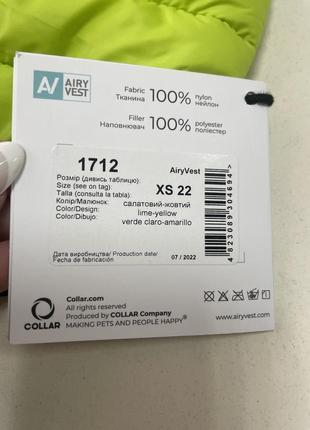 AV AIRY
VEST
Fabric
Тканина
100% nylon
нейлон
Filler
Наповнювач
100% polyester
поліестер
1712
AiryVest
Розмір (дивись таблицю):
Size (see on tag):
Talla (consulta la tabla):
XS 22
Колір/Малюнок:
Color/Design:
Color/Dibujo:
салатовий-жовтий
lime-yellow
verde claro-amarillo
4823089304694
Дата виробництва/ Production date/
Fecha de fabricación
07 / 2022
COLLAR
Collar.com
All rights reserved
Produced by COLLAR Company
MAKING PETS AND PEOPLE HAPPY®
www.airyvest.com